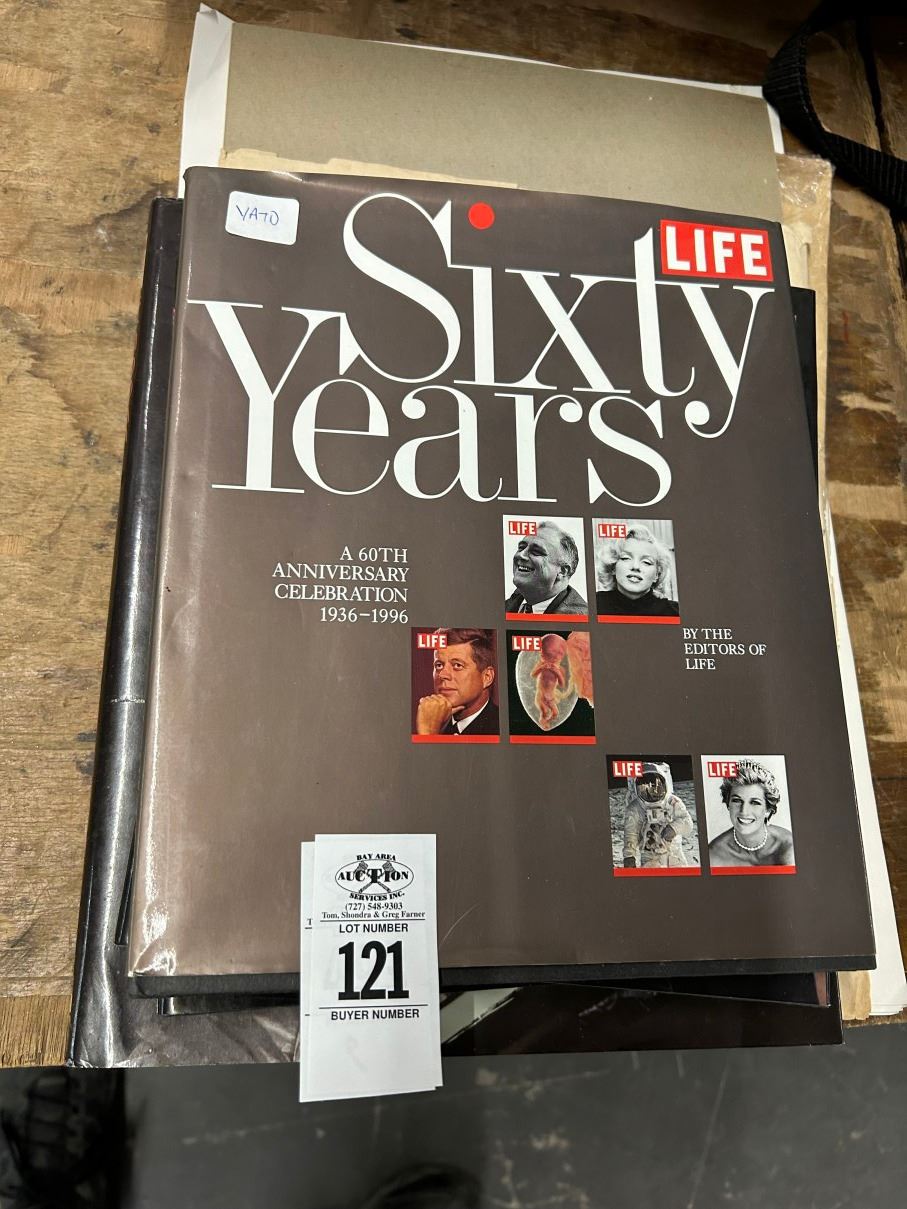 VATO
LIFE
Sixty
Years
A 60TH
ANNIVERSARY
CELEBRATION
1936–1996
LIFE
LIFE
LIFE
LIFE
BY THE
EDITORS OF
LIFE
LIFE
LIFE
BAY AREA
AUCTION
SERVICES INC.
(727) 548-9303
Tom, Shondra & Greg Farner
LOT NUMBER
121
BUYER NUMBER